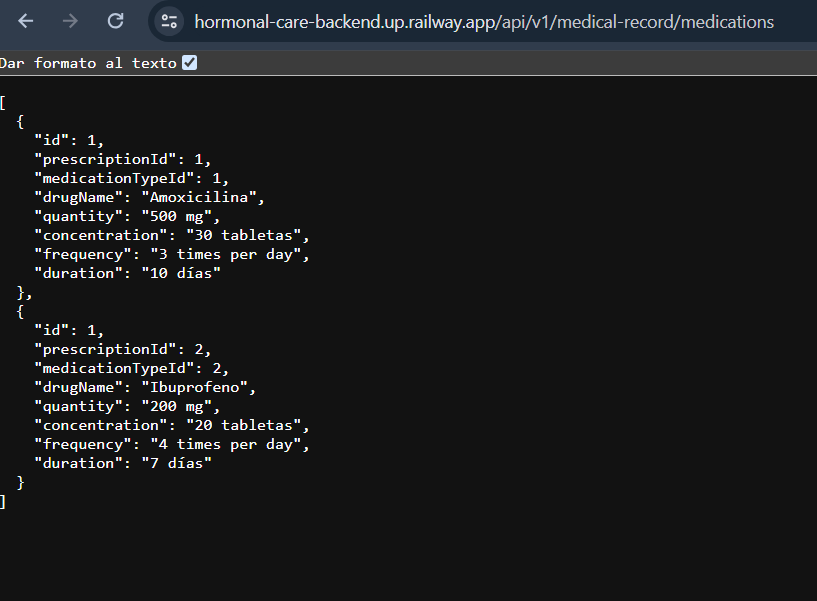 hormonal-care-backend.up.railway.app/api/v1/medical-record/medications
Dar formato al texto
[
  {
    "id": 1,
    "prescriptionId": 1,
    "medicationTypeId": 1,
    "drugName": "Amoxicilina",
    "quantity": "500 mg",
    "concentration": "30 tabletas",
    "frequency": "3 times per day",
    "duration": "10 días"
  },
  {
    "id": 1,
    "prescriptionId": 2,
    "medicationTypeId": 2,
    "drugName": "Ibuprofeno",
    "quantity": "200 mg",
    "concentration": "20 tabletas",
    "frequency": "4 times per day",
    "duration": "7 días"
  }
]